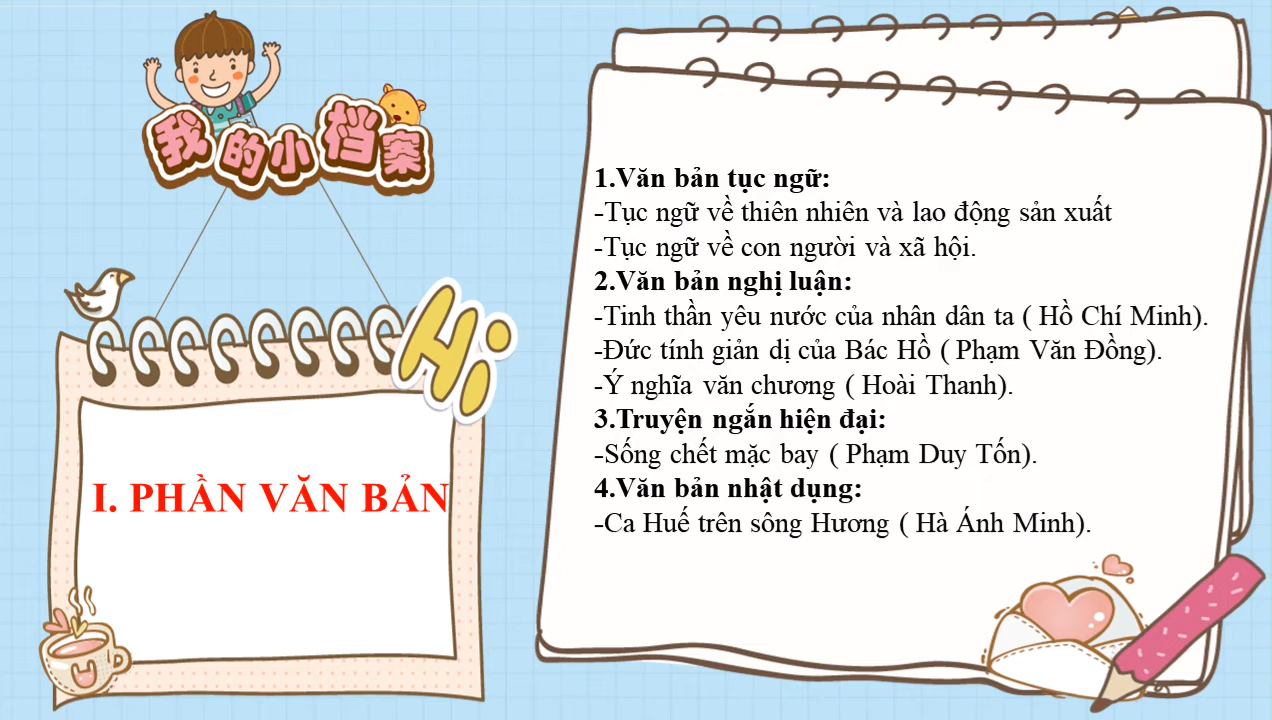 我的小档案
Hi
I. PHẦN VĂN BẢN
1.Văn bản tục ngữ:
-Tục ngữ về thiên nhiên và lao động sản xuất
-Tục ngữ về con người và xã hội.
2.Văn bản nghị luận:
-Tinh thần yêu nước của nhân dân ta ( Hồ Chí Minh).
-Đức tính giản dị của Bác Hồ ( Phạm Văn Đồng).
-Ý nghĩa văn chương ( Hoài Thanh).
3.Truyện ngắn hiện đại:
-Sống chết mặc bay ( Phạm Duy Tốn).
4.Văn bản nhật dụng:
-Ca Huế trên sông Hương ( Hà Ánh Minh).